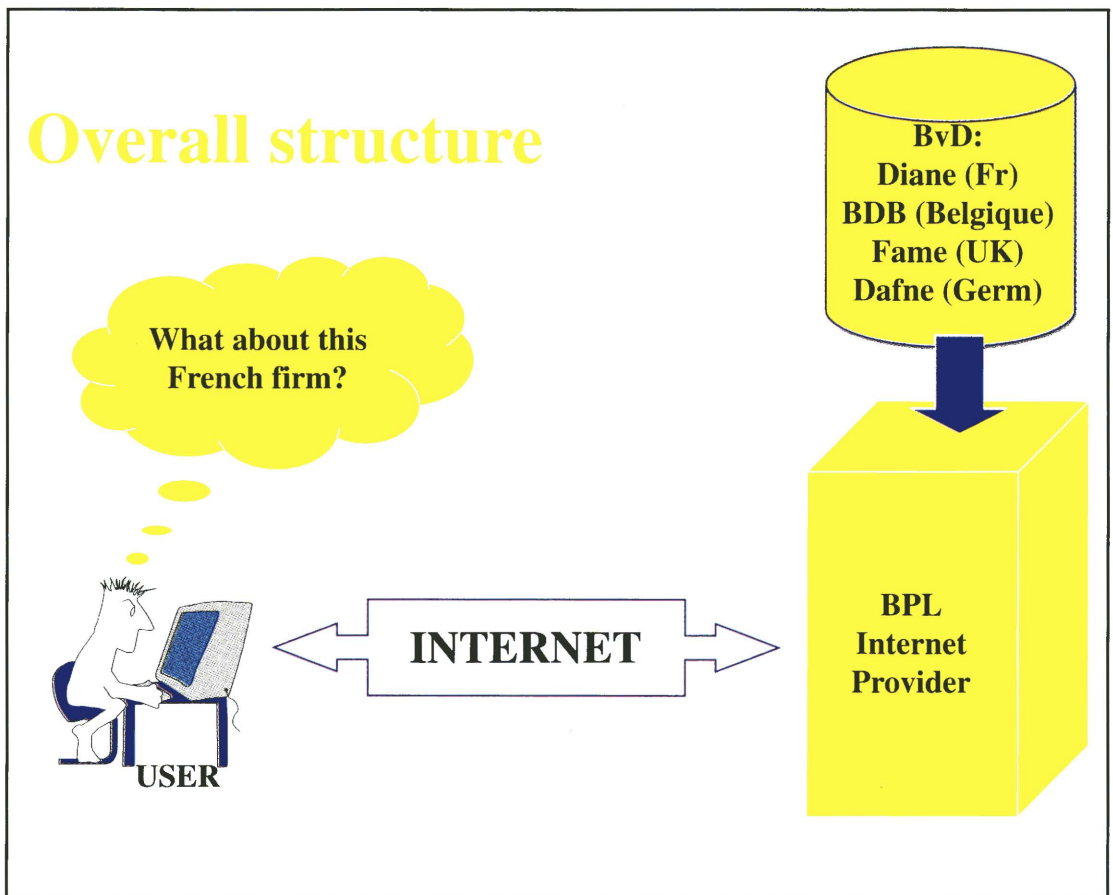 Overall structure
BvD:
Diane (Fr)
BDB (Belgique)
Fame (UK)
Dafne (Germ)
What about this
French firm?
INTERNET
BPL
Internet
Provider
USER